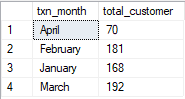 txn_month total_customer
1 April 70
2 February 181
3 January 168
4 March 192